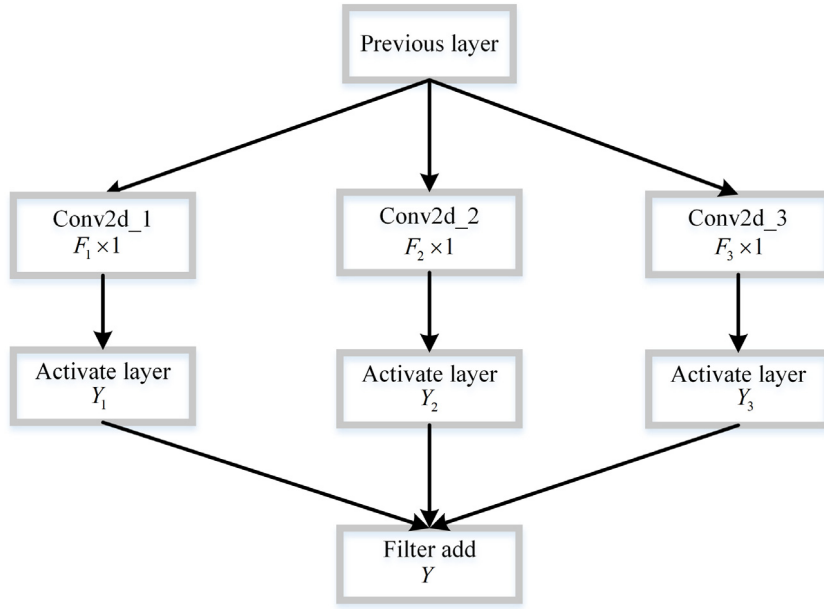 Previous layer
Conv2d_1
F₁ × 1
Conv2d_2
F₂ × 1
Conv2d_3
F₃ × 1
Activate layer
Y₁
Activate layer
Y₂
Activate layer
Y₃
Filter add
Y